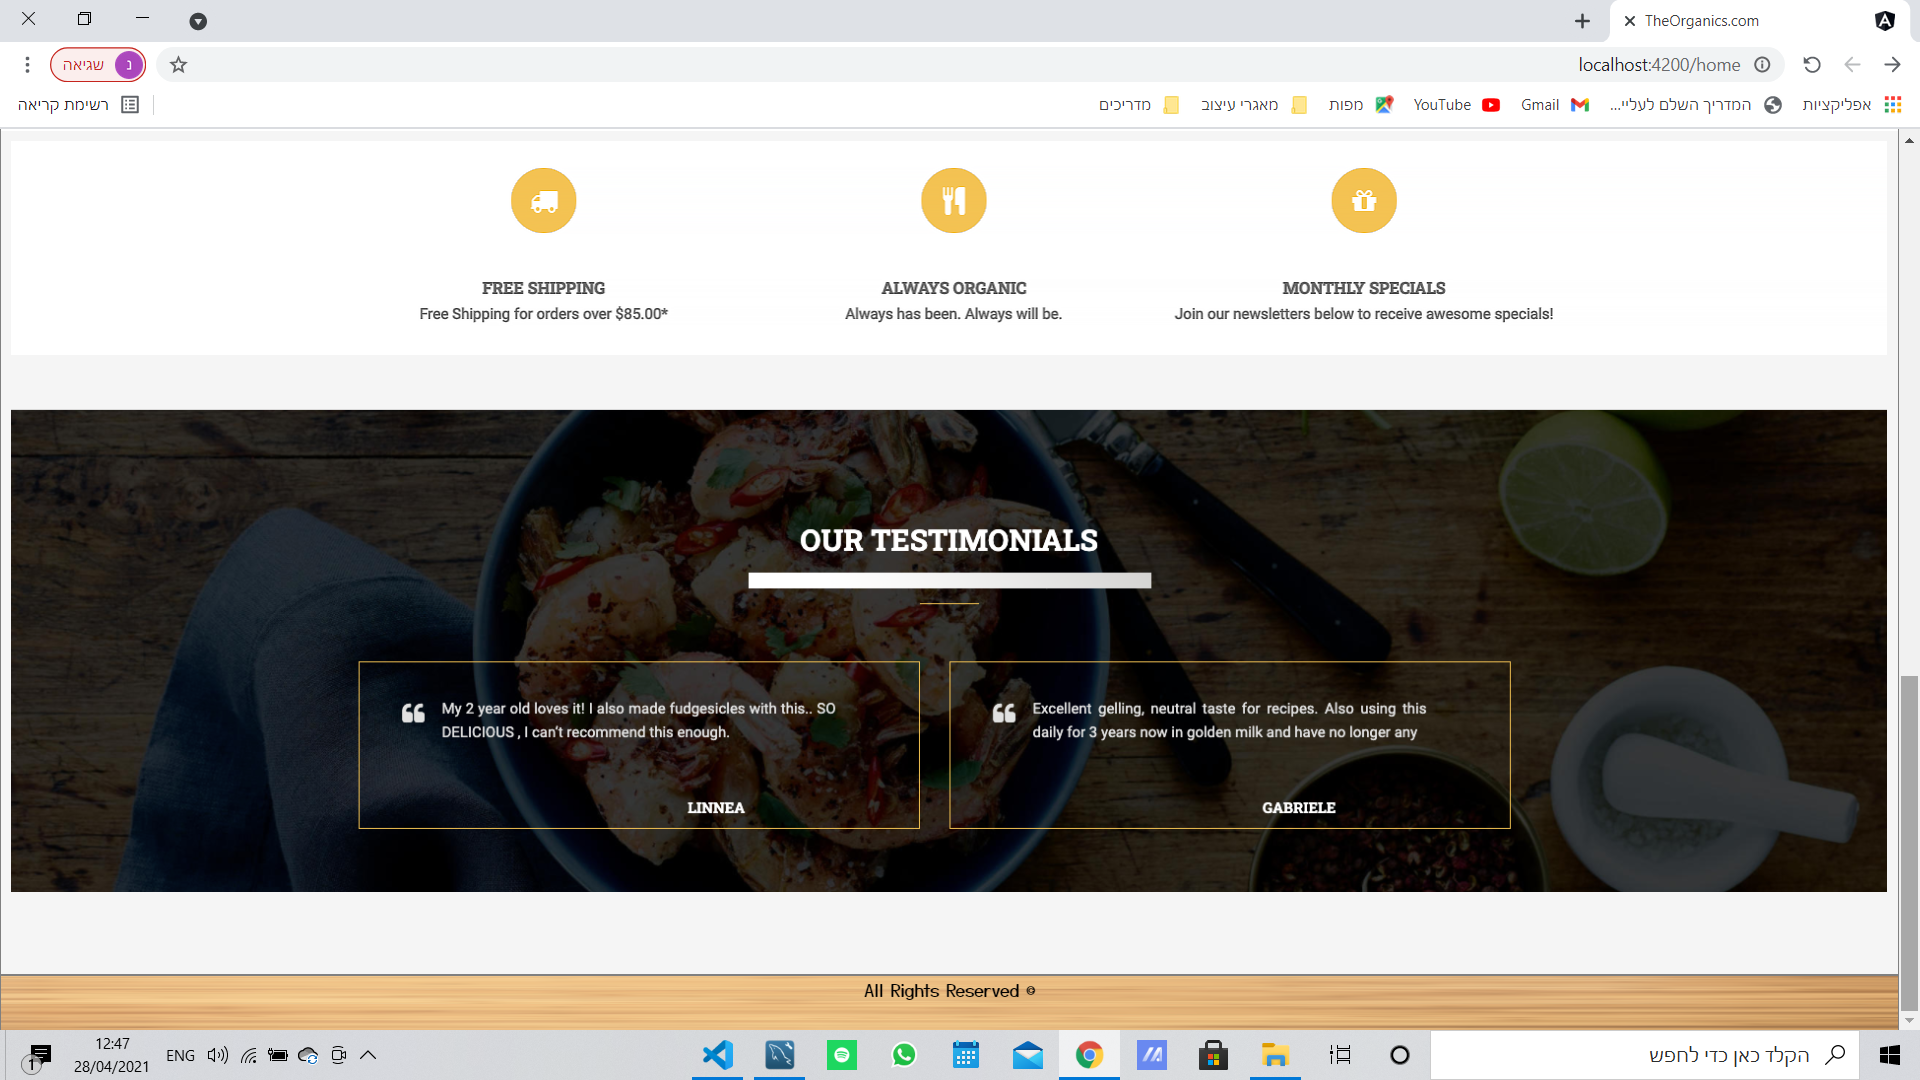 TheOrganics.com
שגיאה
נ
localhost:4200/home
אפליקציות
המדריך השלם לעליי...
Gmail
YouTube
מפות
מאגרי עיצוב
מדריכים
רשימת קריאה
FREE SHIPPING
Free Shipping for orders over $85.00*
ALWAYS ORGANIC
Always has been. Always will be.
MONTHLY SPECIALS
Join our newsletters below to receive awesome specials!
OUR TESTIMONIALS
My 2 year old loves it! I also made fudgesicles with this.. SO
DELICIOUS , I can't recommend this enough.
LINNEA
Excellent gelling, neutral taste for recipes. Also using this
daily for 3 years now in golden milk and have no longer any
GABRIELE
All Rights Reserved ©
1
12:47
28/04/2021
ENG
הקלד כאן כדי לחפש